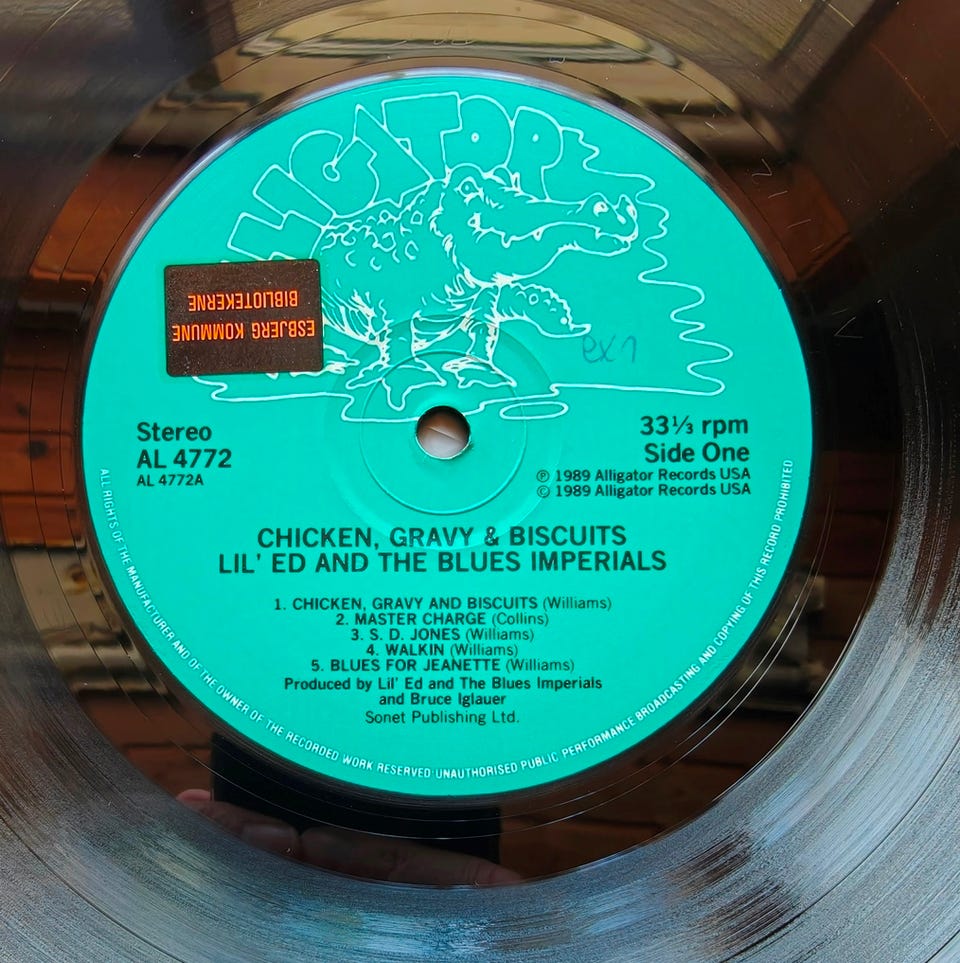 ALLIGATOR
ESBJERG KOMMUNE
BIBLIOTEKERNE
ex 1
Stereo
AL 4772
AL 4772A
33⅓ rpm
Side One
℗ 1989 Alligator Records USA
© 1989 Alligator Records USA
CHICKEN, GRAVY & BISCUITS
LIL' ED AND THE BLUES IMPERIALS
1. CHICKEN, GRAVY AND BISCUITS (Williams)
2. MASTER CHARGE (Collins)
3. S. D. JONES (Williams)
4. WALKIN (Williams)
5. BLUES FOR JEANETTE (Williams)
Produced by Lil' Ed and The Blues Imperials
and Bruce Iglauer
Sonet Publishing Ltd.
ALL RIGHTS OF THE MANUFACTURER AND OF THE OWNER OF THE RECORDED WORK RESERVED UNAUTHORISED PUBLIC PERFORMANCE BROADCASTING AND COPYING OF THIS RECORD PROHIBITED